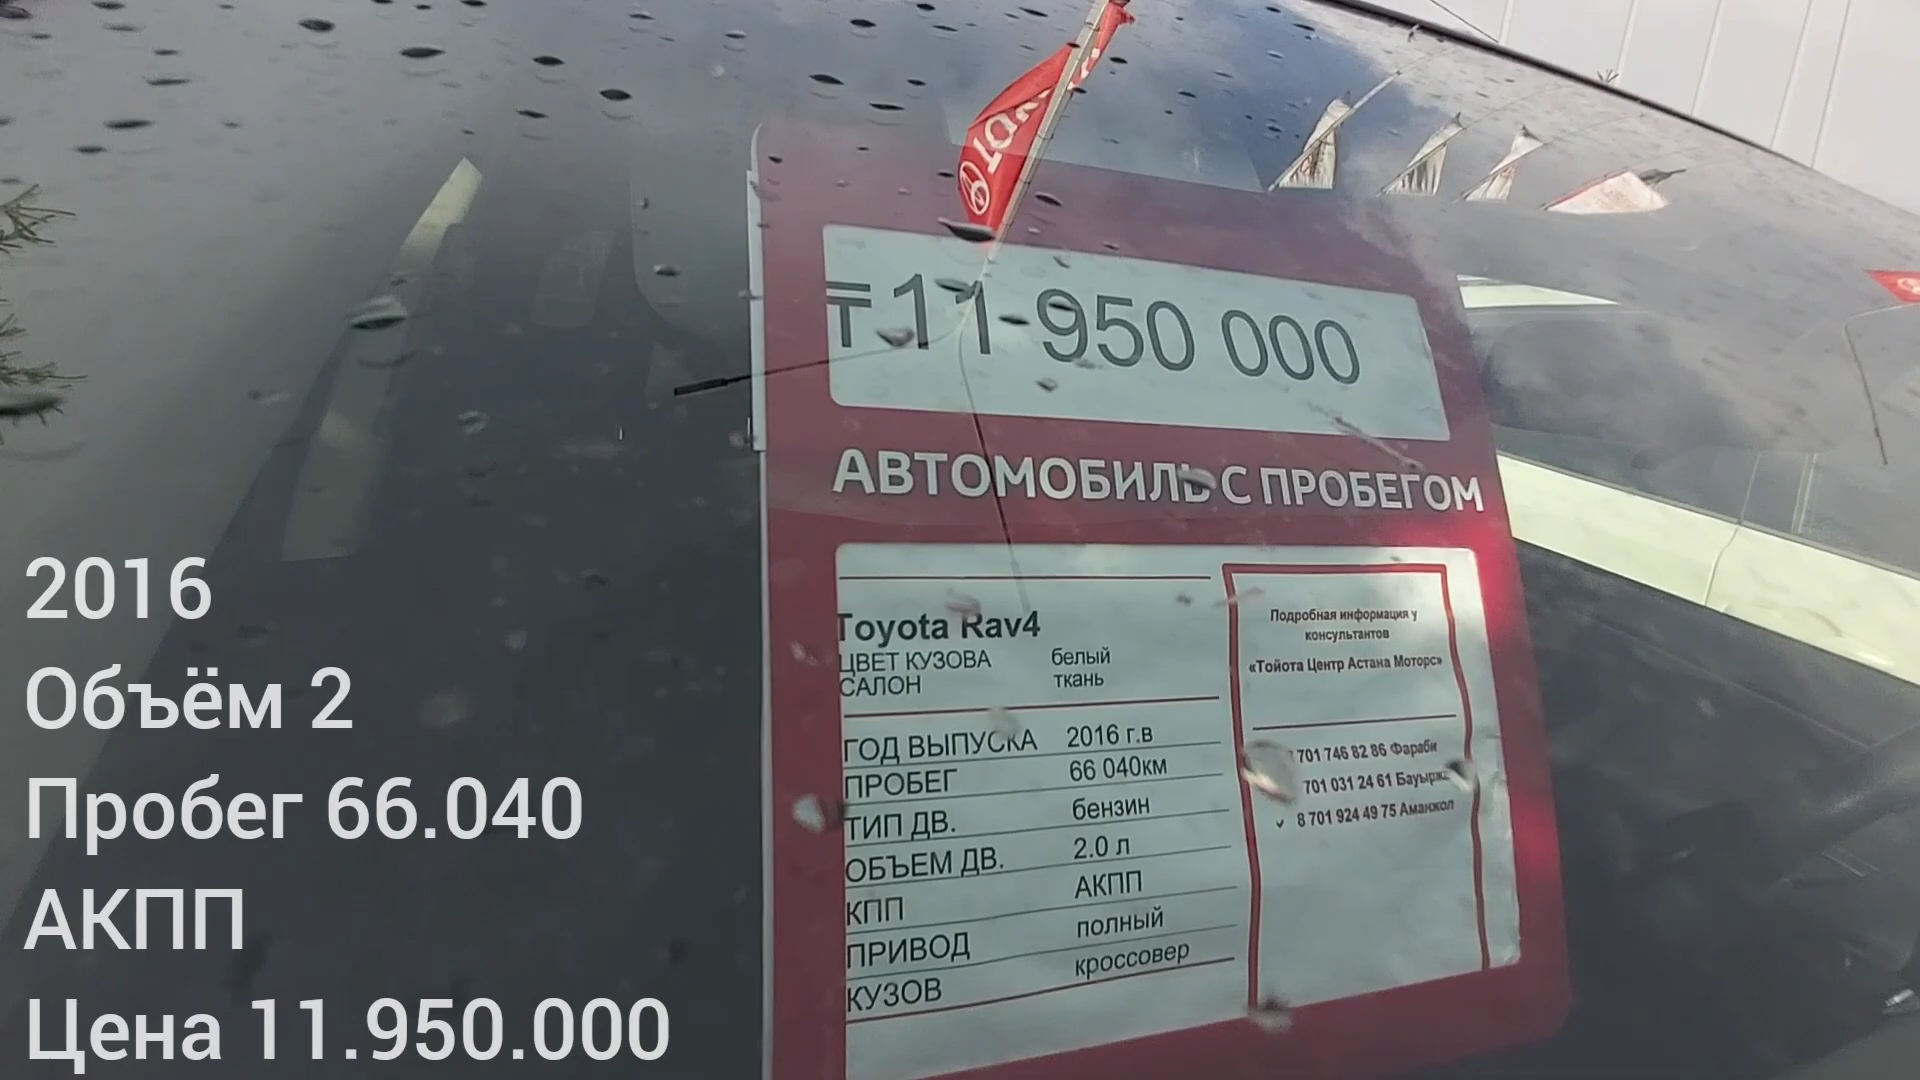 ₸11 950 000
АВТОМОБИЛЬ С ПРОБЕГОМ
Toyota Rav4
ЦВЕТ КУЗОВА белый
САЛОН ткань
ГОД ВЫПУСКА 2016 г.в
ПРОБЕГ 66 040км
ТИП ДВ. бензин
ОБЪЕМ ДВ. 2.0 л
КПП АКПП
ПРИВОД полный
КУЗОВ кроссовер
Подробная информация у
консультантов
«Тойота Центр Астана Моторс»
701 746 82 86 Фараби
701 031 24 61
8 701 924 49 75 Аманжол
2016
Объём 2
Пробег 66.040
АКПП
Цена 11.950.000